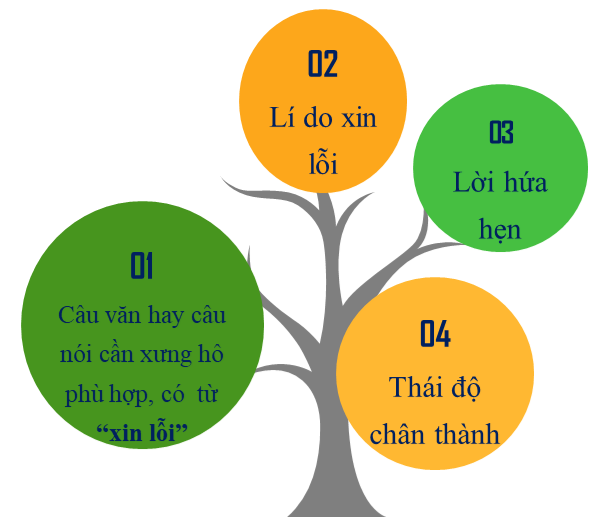 01
Câu văn hay câu
nói cần xưng hô
phù hợp, có từ
“xin lỗi”
02
Lí do xin
lỗi
03
Lời hứa
hẹn
04
Thái độ
chân thành